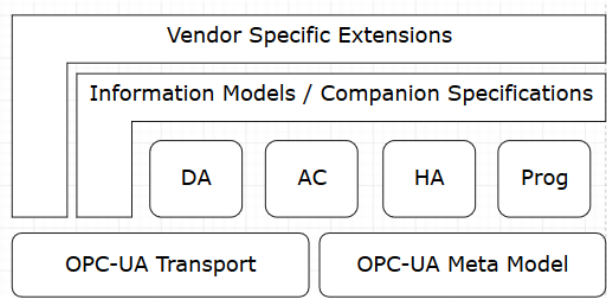 Vendor Specific Extensions
Information Models / Companion Specifications
DA AC HA Prog
OPC-UA Transport OPC-UA Meta Model